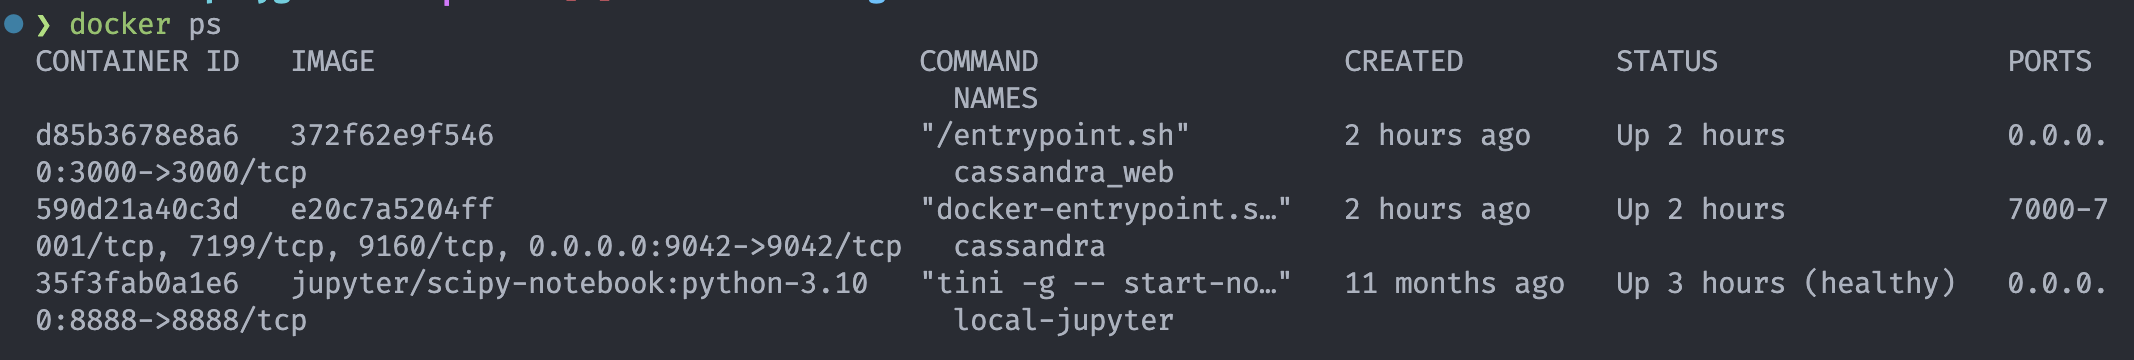 ❯ docker ps
CONTAINER ID   IMAGE                                COMMAND                  CREATED         STATUS                 PORTS
                                                      NAMES
d85b3678e8a6   372f62e9f546                         "/entrypoint.sh"         2 hours ago     Up 2 hours             0.0.0.
0:3000->3000/tcp                                      cassandra_web
590d21a40c3d   e20c7a5204ff                         "docker-entrypoint.s…"   2 hours ago     Up 2 hours             7000-7
001/tcp, 7199/tcp, 9160/tcp, 0.0.0.0:9042->9042/tcp   cassandra
35f3fab0a1e6   jupyter/scipy-notebook:python-3.10   "tini -g -- start-no…"   11 months ago   Up 3 hours (healthy)   0.0.0.
0:8888->8888/tcp                                      local-jupyter